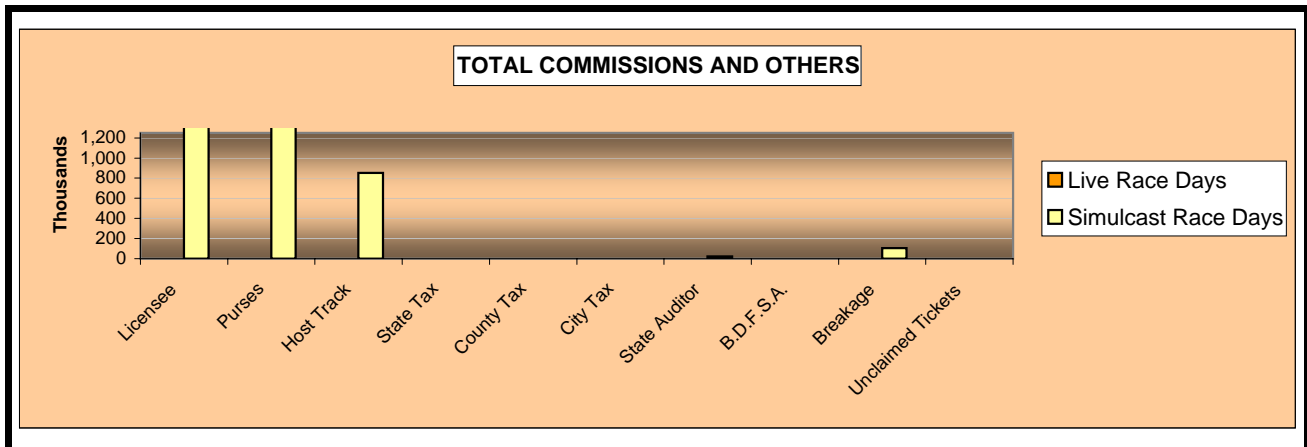 TOTAL COMMISSIONS AND OTHERS
Thousands
1,200
1,000
800
600
400
200
0
Licensee
Purses
Host Track
State Tax
County Tax
City Tax
State Auditor
B.D.F.S.A.
Breakage
Unclaimed Tickets
Live Race Days
Simulcast Race Days